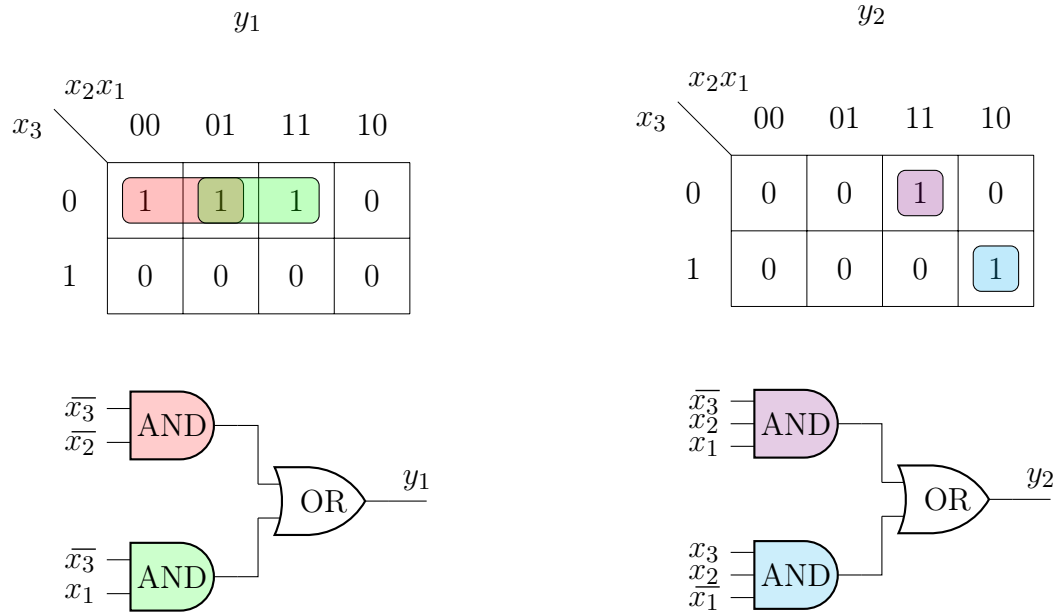 y₁
x₂x₁
x₃ 00 01 11 10
0 1 1 1 0
1 0 0 0 0
x̅₃
x̅₂
AND
x̅₃
x₁
AND
OR
y₁
y₂
x₂x₁
x₃ 00 01 11 10
0 0 0 1 0
1 0 0 0 1
x̅₃
x₂
x₁
AND
x₃
x₂
x̅₁
AND
OR
y₂